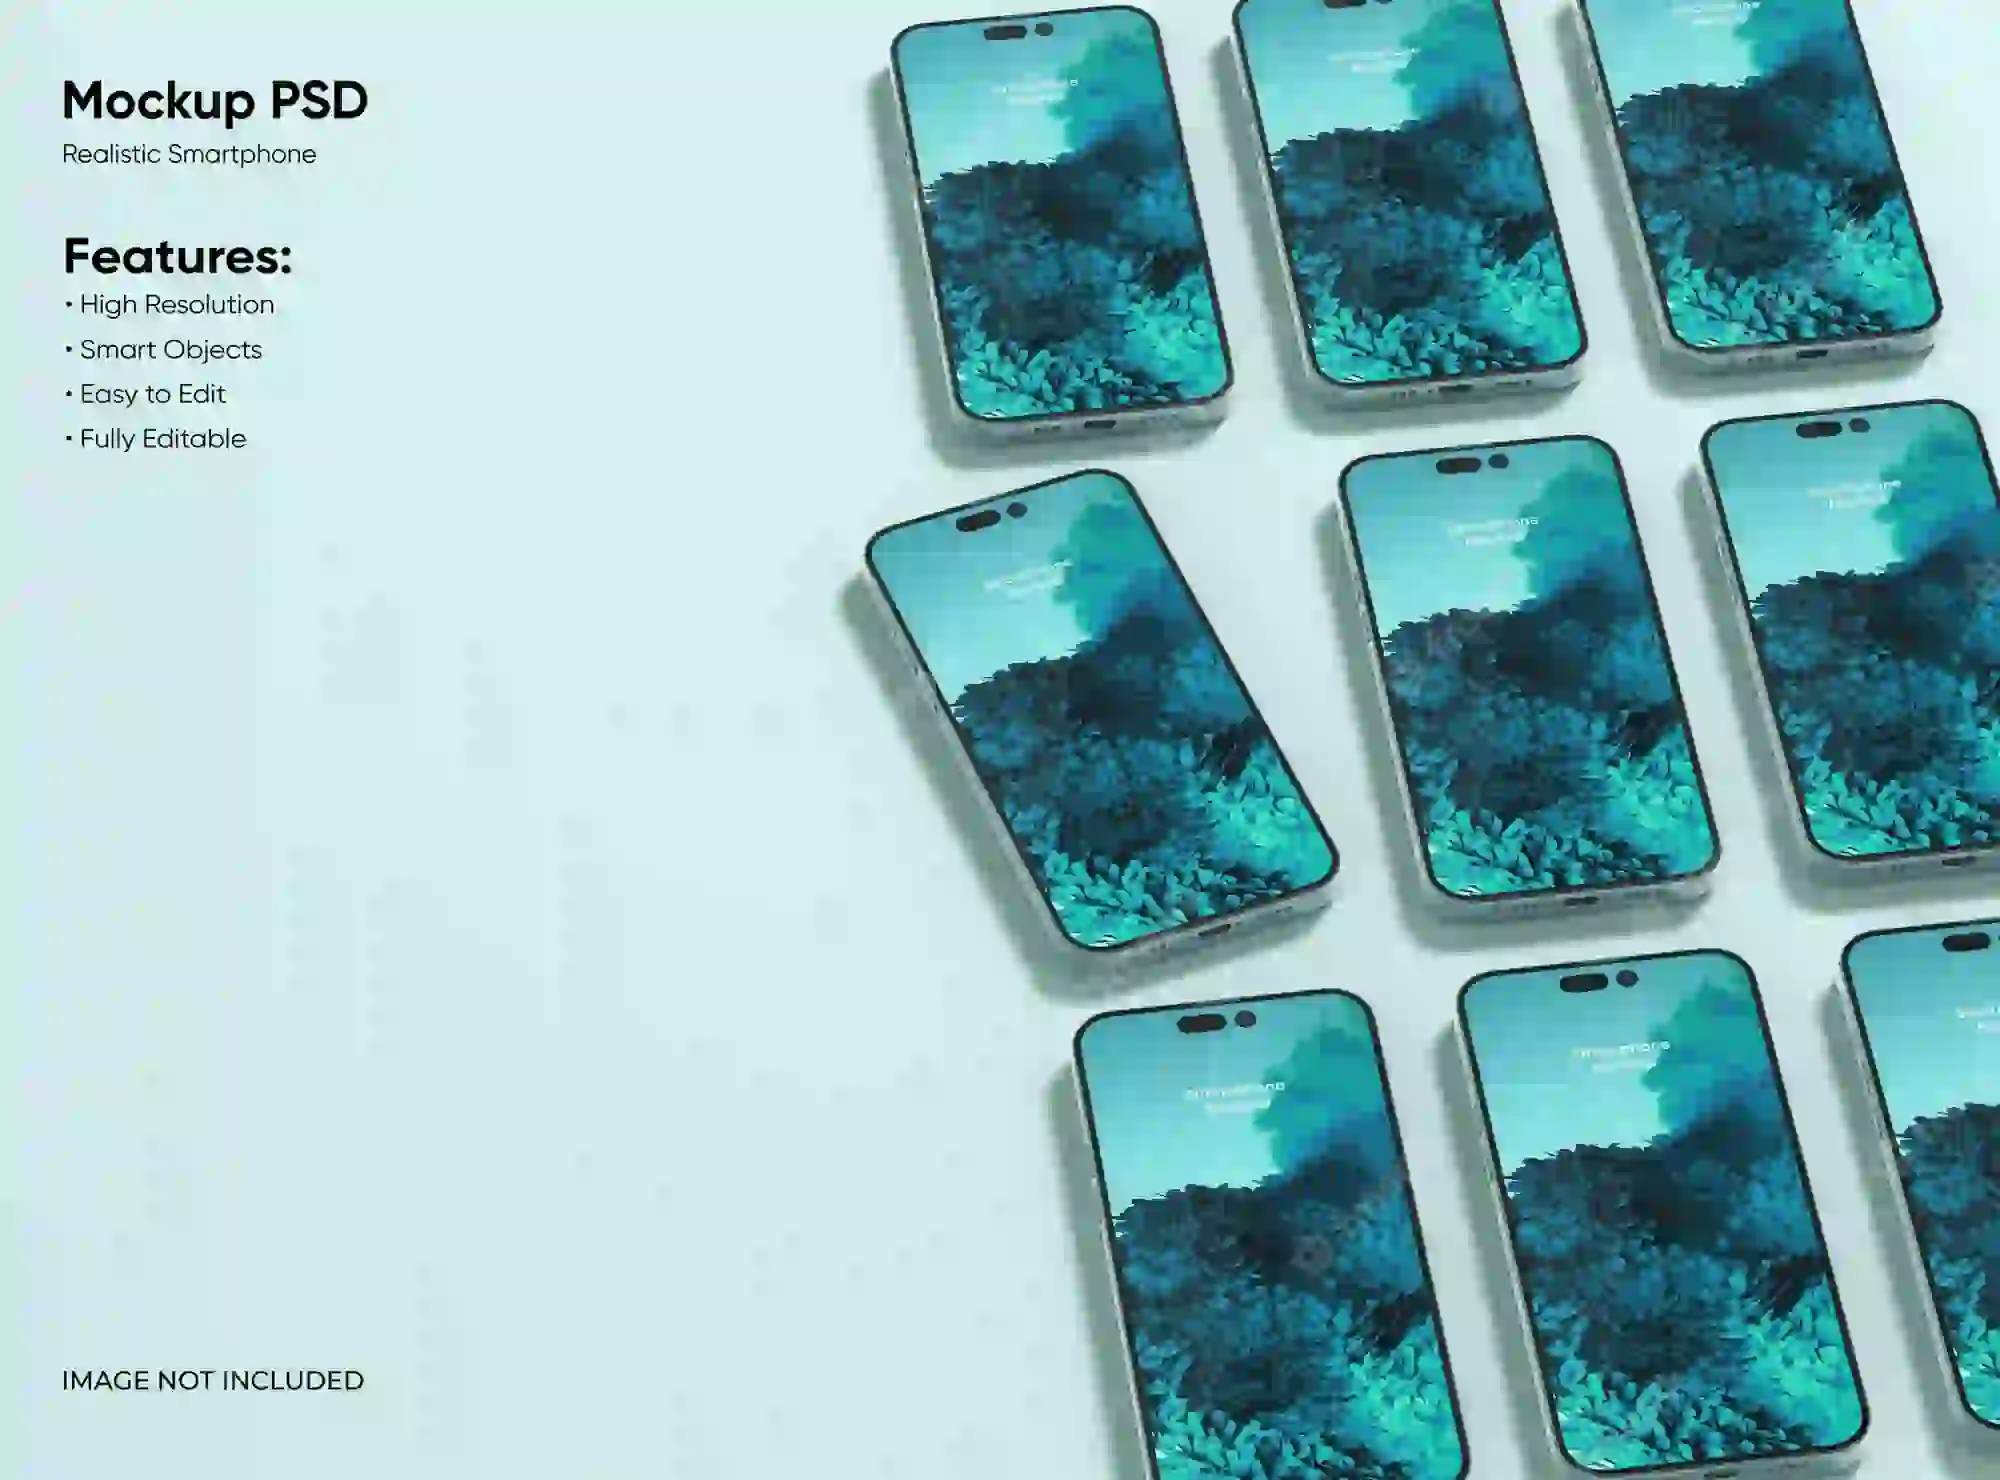 Mockup PSD
Realistic Smartphone
Features:
• High Resolution
• Smart Objects
• Easy to Edit
• Fully Editable
IMAGE NOT INCLUDED